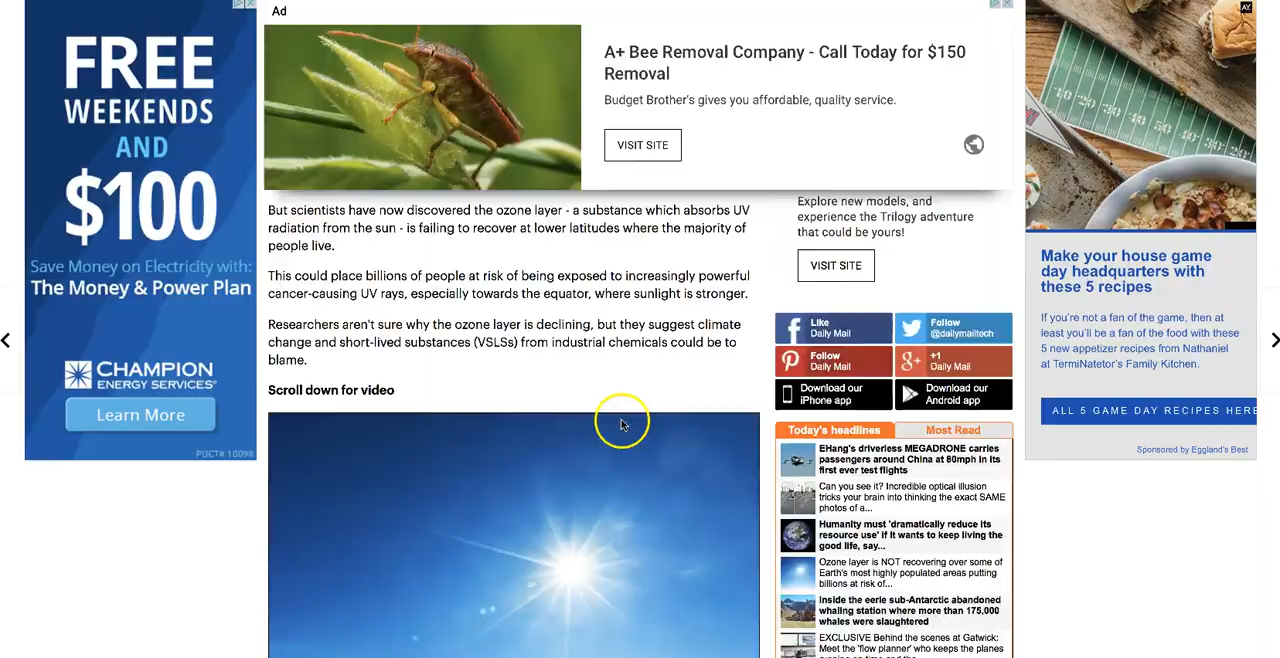 FREE
WEEKENDS
AND
$100
Save Money on Electricity with:
The Money & Power Plan
CHAMPION
ENERGY SERVICES
Learn More
PUCT# 10098
Ad
A+ Bee Removal Company - Call Today for $150
Removal
Budget Brother's gives you affordable, quality service.
VISIT SITE
But scientists have now discovered the ozone layer - a substance which absorbs UV
radiation from the sun - is failing to recover at lower latitudes where the majority of
people live.
This could place billions of people at risk of being exposed to increasingly powerful
cancer-causing UV rays, especially towards the equator, where sunlight is stronger.
Researchers aren't sure why the ozone layer is declining, but they suggest climate
change and short-lived substances (VSLSs) from industrial chemicals could be to
blame.
Scroll down for video
Explore new models, and
experience the Trilogy adventure
that could be yours!
VISIT SITE
Like
Daily Mail
Follow
@dailymailtech
Follow
Daily Mail
+1
Daily Mail
Download our
iPhone app
Download our
Android app
Today's headlines
Most Read
EHang's driverless MEGADRONE carries
passengers around China at 80mph in its
first ever test flights
Can you see it? Incredible optical illusion
tricks your brain into thinking the exact SAME
photos of a...
Humanity must 'dramatically reduce its
resource use' if it wants to keep living the
good life, say...
Ozone layer is NOT recovering over some of
Earth's most highly populated areas putting
billions at risk of...
Inside the eerie sub-Antarctic abandoned
whaling station where more than 175,000
whales were slaughtered
EXCLUSIVE Behind the scenes at Gatwick:
Meet the 'flow planner' who keeps the planes
Make your house game
day headquarters with
these 5 recipes
If you're not a fan of the game, then at
least you'll be a fan of the food with these
5 new appetizer recipes from Nathaniel
at TermiNatetor's Family Kitchen.
ALL 5 GAME DAY RECIPES HERE
Sponsored by Eggland's Best